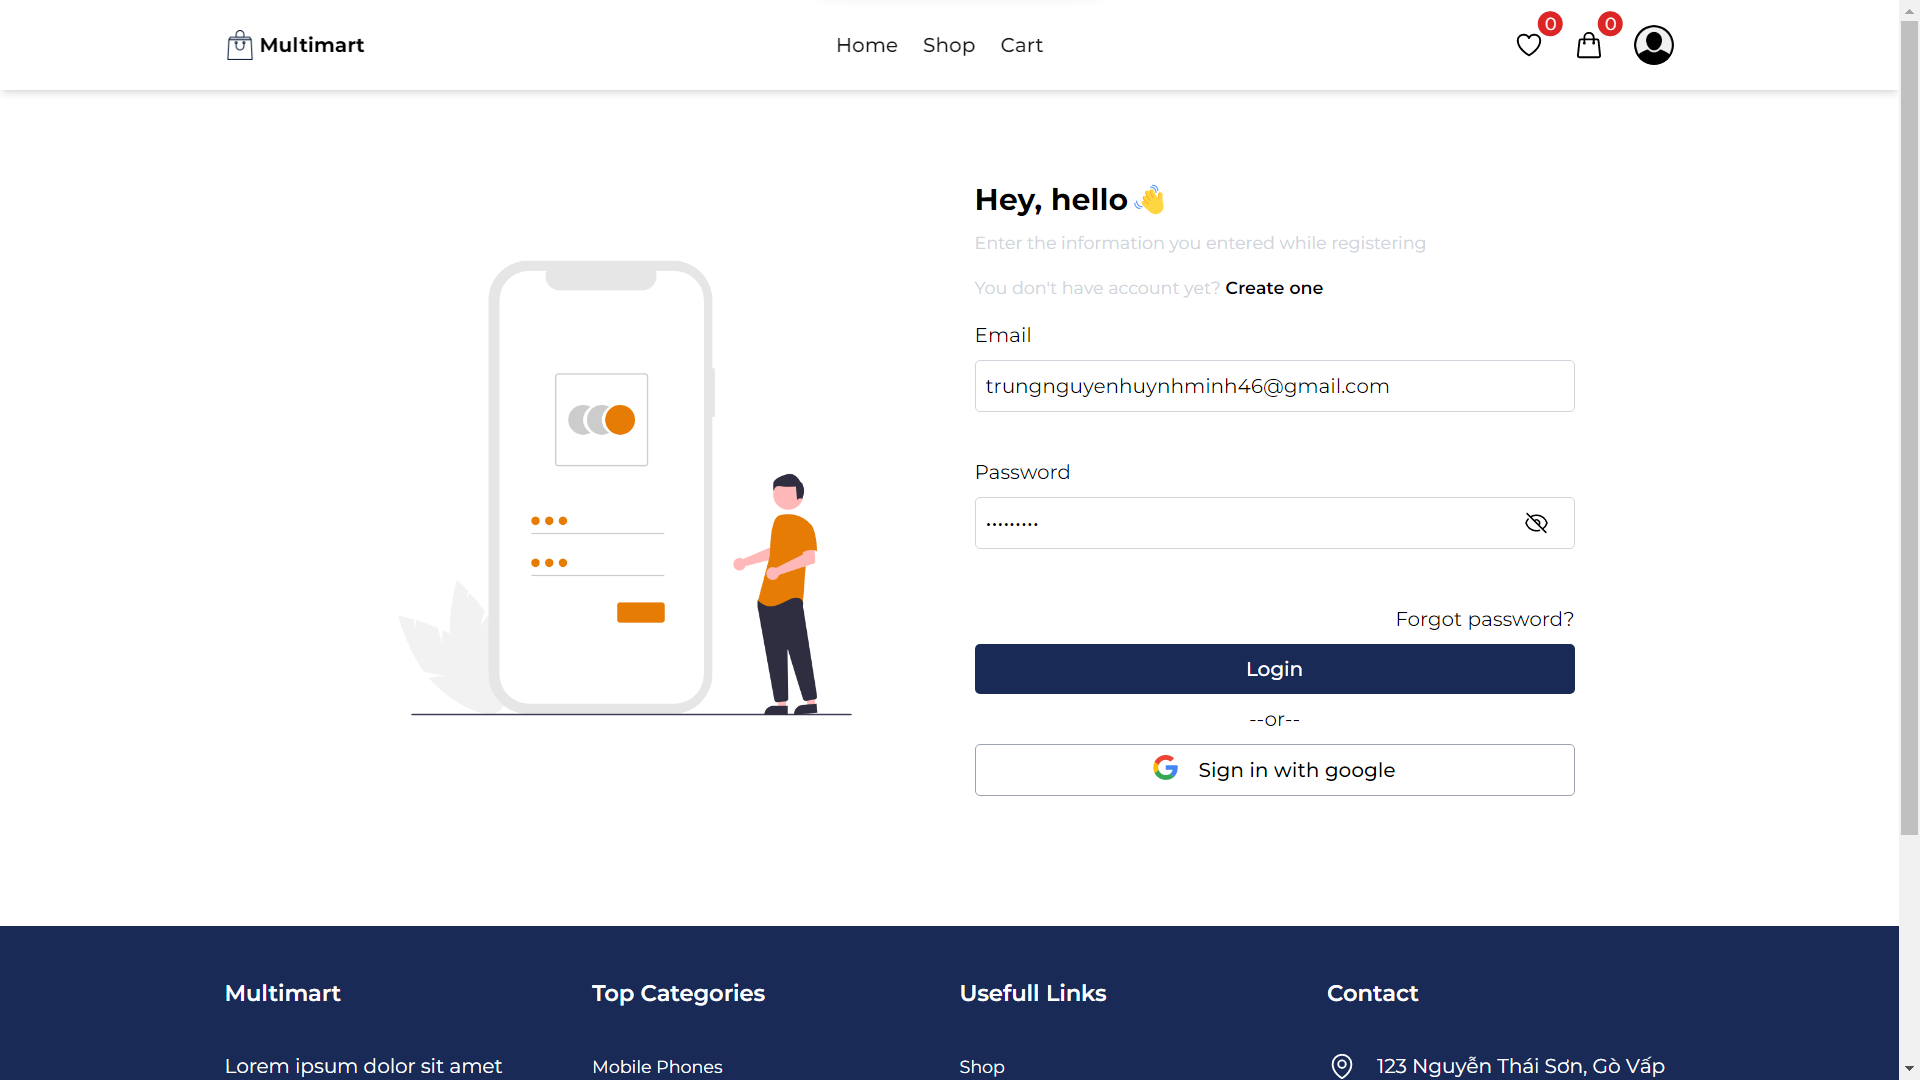 Multimart
Home Shop Cart
0
0
Hey, hello 👋
Enter the information you entered while registering
You don't have account yet? Create one
Email
trungnguyenhuynhminh46@gmail.com
Password
•••••••••
Forgot password?
Login
--or--
Sign in with google
Multimart
Top Categories
Usefull Links
Contact
Lorem ipsum dolor sit amet
Mobile Phones
Shop
123 Nguyễn Thái Sơn, Gò Vấp